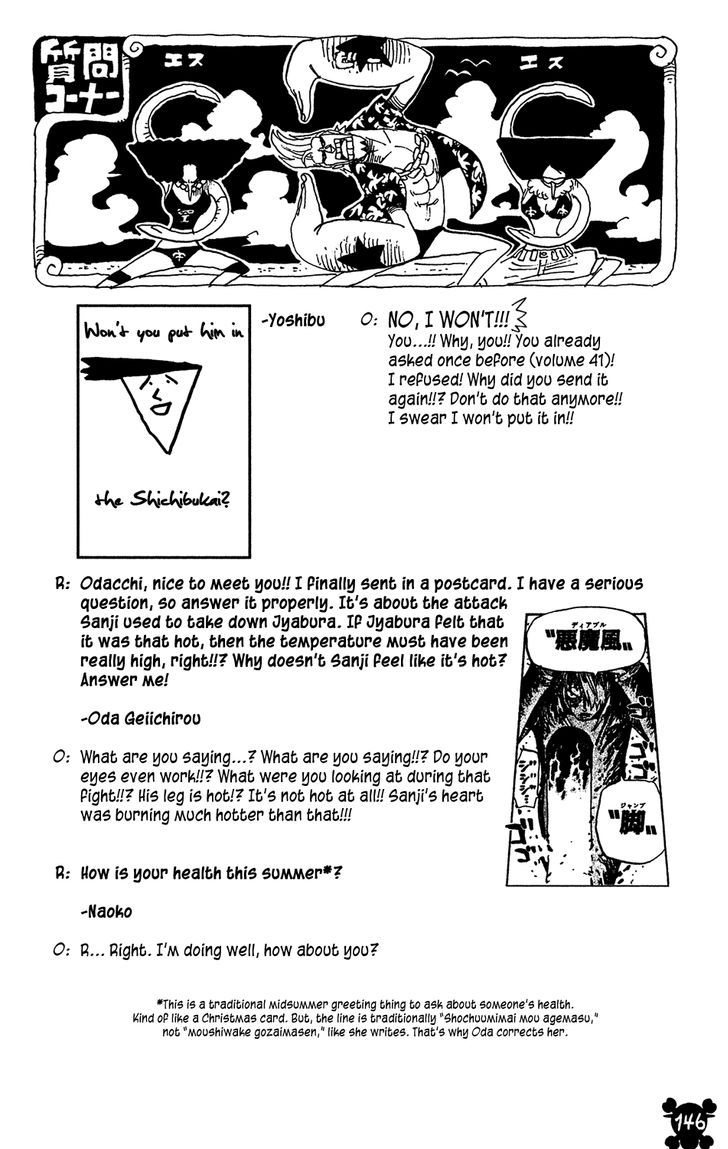 質問
コーナー
エス
エス
Won't you put him in
the Shichibukai?
-Yoshibu
O: NO, I WON'T!!!
You...!! Why, you!! You already
asked once before (volume 41)!
I refused! Why did you send it
again!!? Don't do that anymore!!
I swear I won't put it in!!
R: Odacchi, nice to meet you!! I finally sent in a postcard. I have a serious
question, so answer it properly. It's about the attack
Sanji used to take down Jyabura. If Jyabura felt that
it was that hot, then the temperature must have been
really high, right!!? Why doesn't Sanji feel like it's hot?
Answer me!
-Oda Geiichirou
ディアブル
"悪魔風"
ジャンブ
"脚"
O: What are you saying...? What are you saying!!? Do your
eyes even work!!? What were you looking at during that
fight!!? His leg is hot!? It's not hot at all!! Sanji's heart
was burning much hotter than that!!!
R: How is your health this summer*?
-Naoko
O: R... Right. I'm doing well, how about you?
*This is a traditional midsummer greeting thing to ask about someone's health.
Kind of like a Christmas card. But, the line is traditionally "Shochuumimai mou agemasu,"
not "moushiwake gozaimasen," like she writes. That's why Oda corrects her.
146